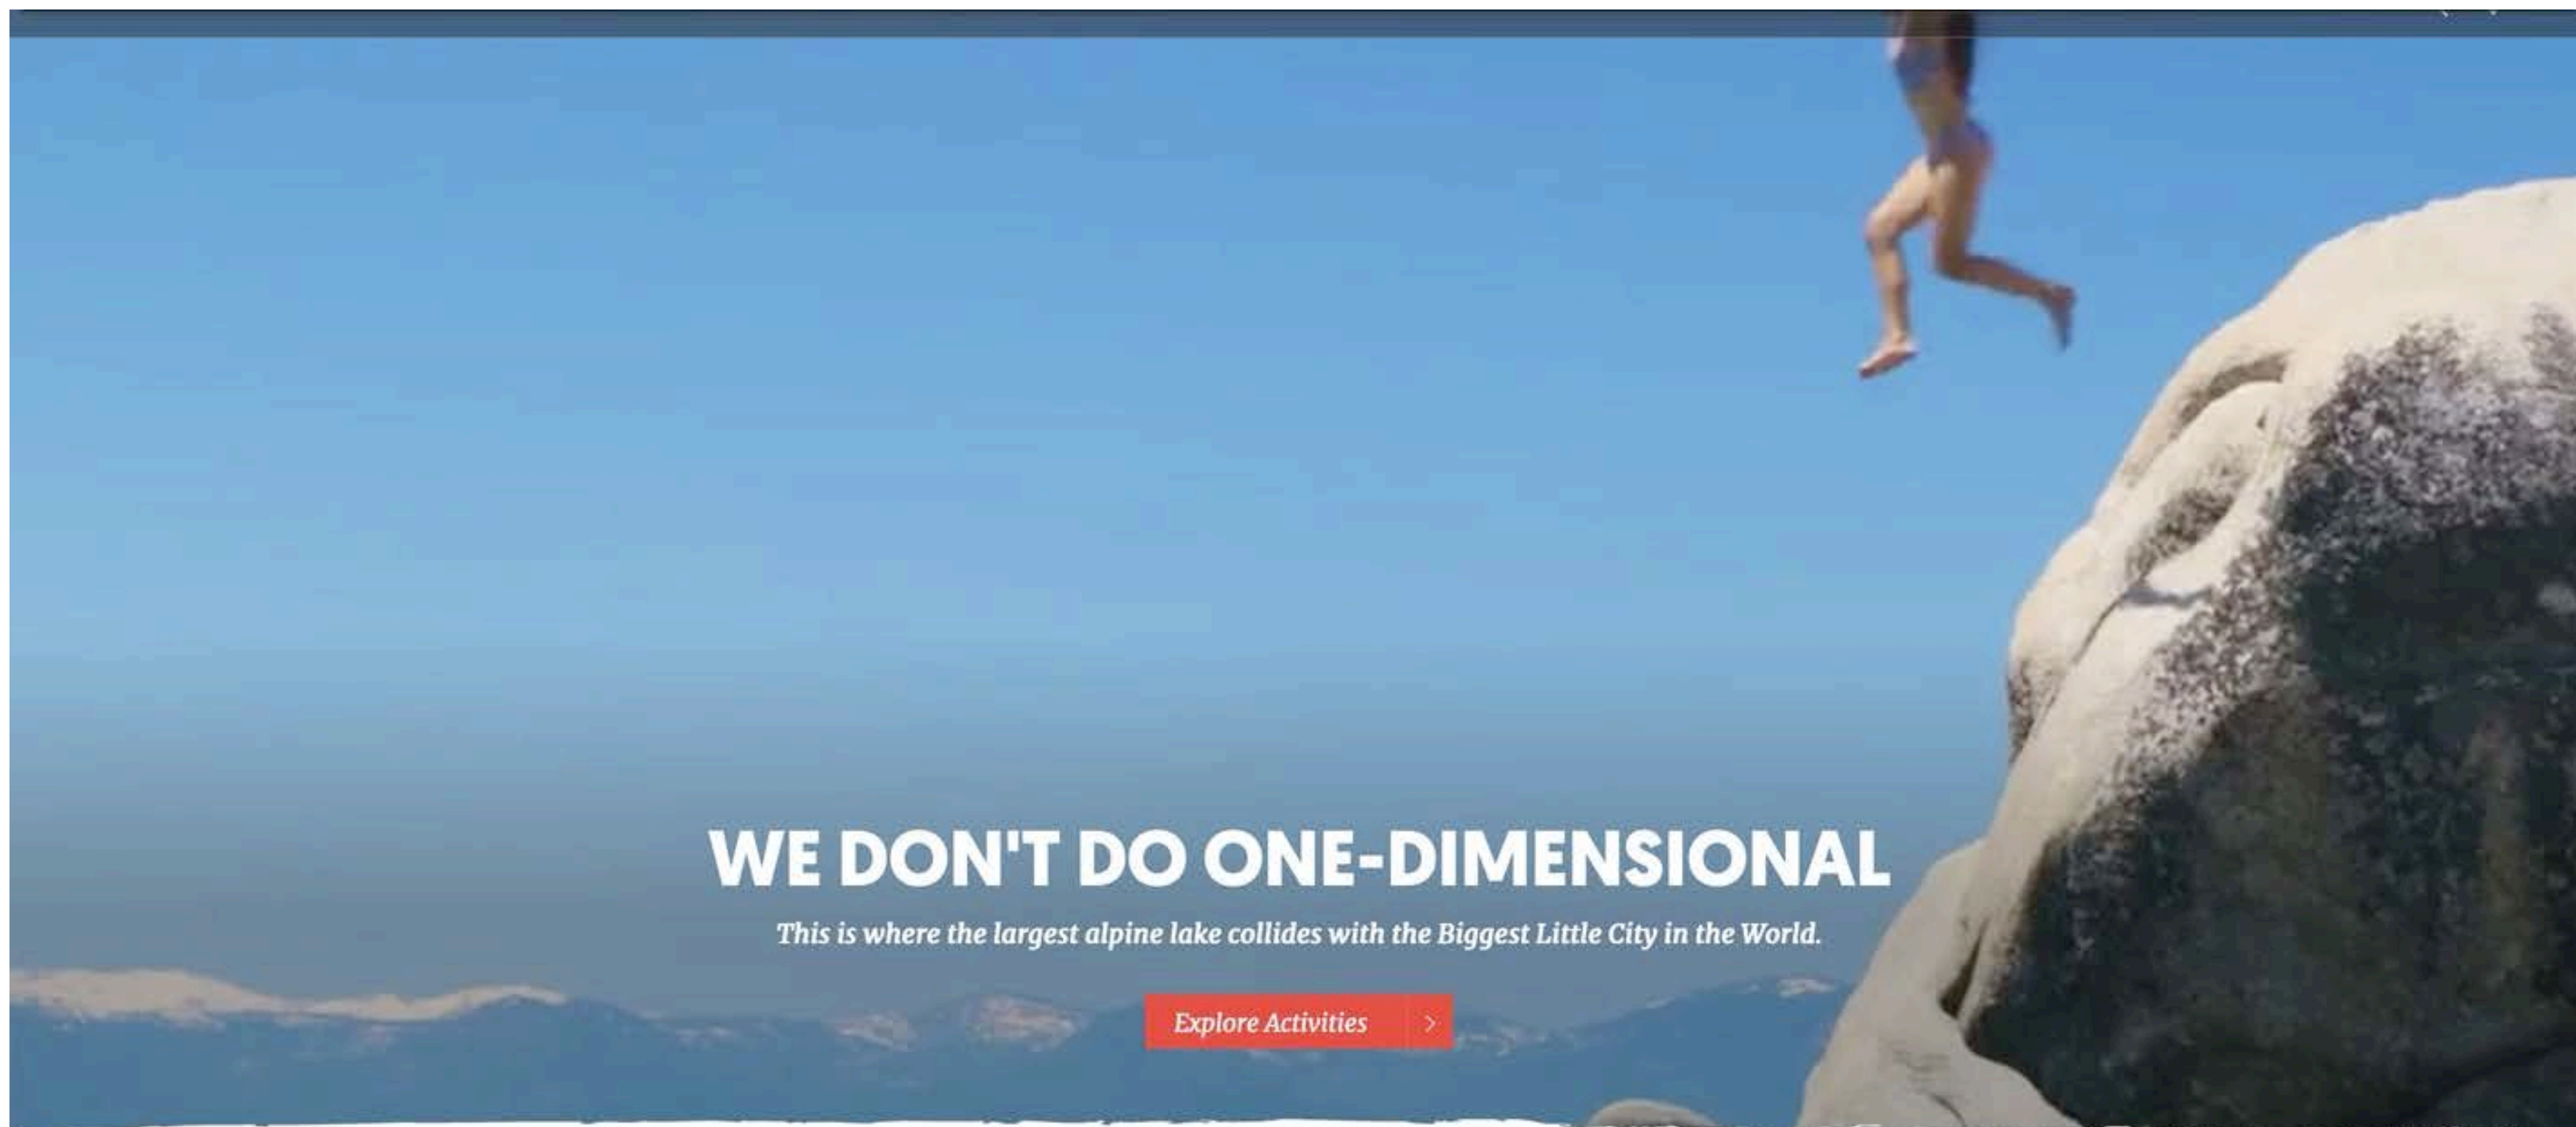 WE DON'T DO ONE-DIMENSIONAL
This is where the largest alpine lake collides with the Biggest Little City in the World.
Explore Activities